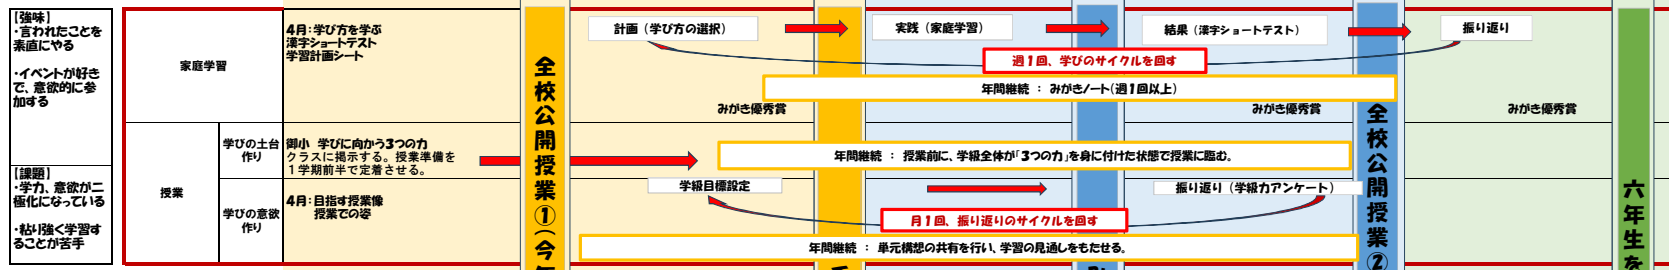 【強味】
・言われたことを
素直にやる
・イベントが好き
で、意欲的に参
加する
【課題】
・学力、意欲が二
極化になっている
・粘り強く学習す
ることが苦手
家庭学習
4月：学び方を学ぶ
漢字ショートテスト
学習計画シート
授業
学びの土台
作り
御小 学びに向かう3つの力
クラスに掲示する。授業準備を
1学期前半で定着させる。
学びの意欲
作り
4月：目指す授業像
授業での姿
全校公開授業①（今年
計画（学び方の選択）
実践（家庭学習）
結果（漢字ショートテスト）
振り返り
週1回、学びのサイクルを回す
年間継続 ： みがきノート（週1回以上）
みがき優秀賞
みがき優秀賞
みがき優秀賞
年間継続 ： 授業前に、学級全体が「3つの力」を身に付けた状態で授業に臨む。
学級目標設定
振り返り（学級力アンケート）
月1回、振り返りのサイクルを回す
年間継続 ： 単元構想の共有を行い、学習の見通しをもたせる。
全校公開授業②
六年生を